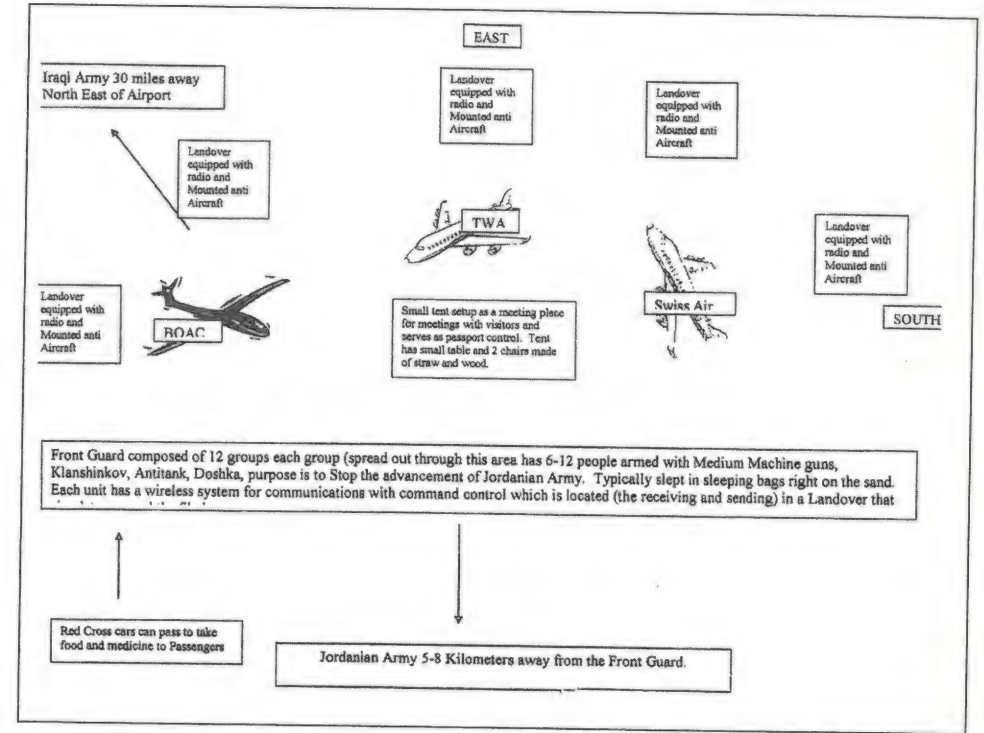 EAST
Iraqi Army 30 miles away
North East of Airport
Landover
equipped with
radio and
Mounted anti
Aircraft
Landover
equipped with
radio and
Mounted anti
Aircraft
Landover
equipped with
radio and
Mounted anti
Aircraft
TWA
Landover
equipped with
radio and
Mounted anti
Aircraft
SOUTH
Landover
equipped with
radio and
Mounted anti
Aircraft
BOAC
Small tent setup as a meeting place
for meetings with visitors and
serves as passport control. Tent
has small table and 2 chairs made
of straw and wood.
Swiss Air
Front Guard composed of 12 groups each group (spread out through this area has 6-12 people armed with Medium Machine guns,
Klanshinkov, Antitank, Doshka, purpose is to Stop the advancement of Jordanian Army. Typically slept in sleeping bags right on the sand.
Each unit has a wireless system for communications with command control which is located (the receiving and sending) in a Landover that
Red Cross cars can pass to take
food and medicine to Passengers
Jordanian Army 5-8 Kilometers away from the Front Guard.